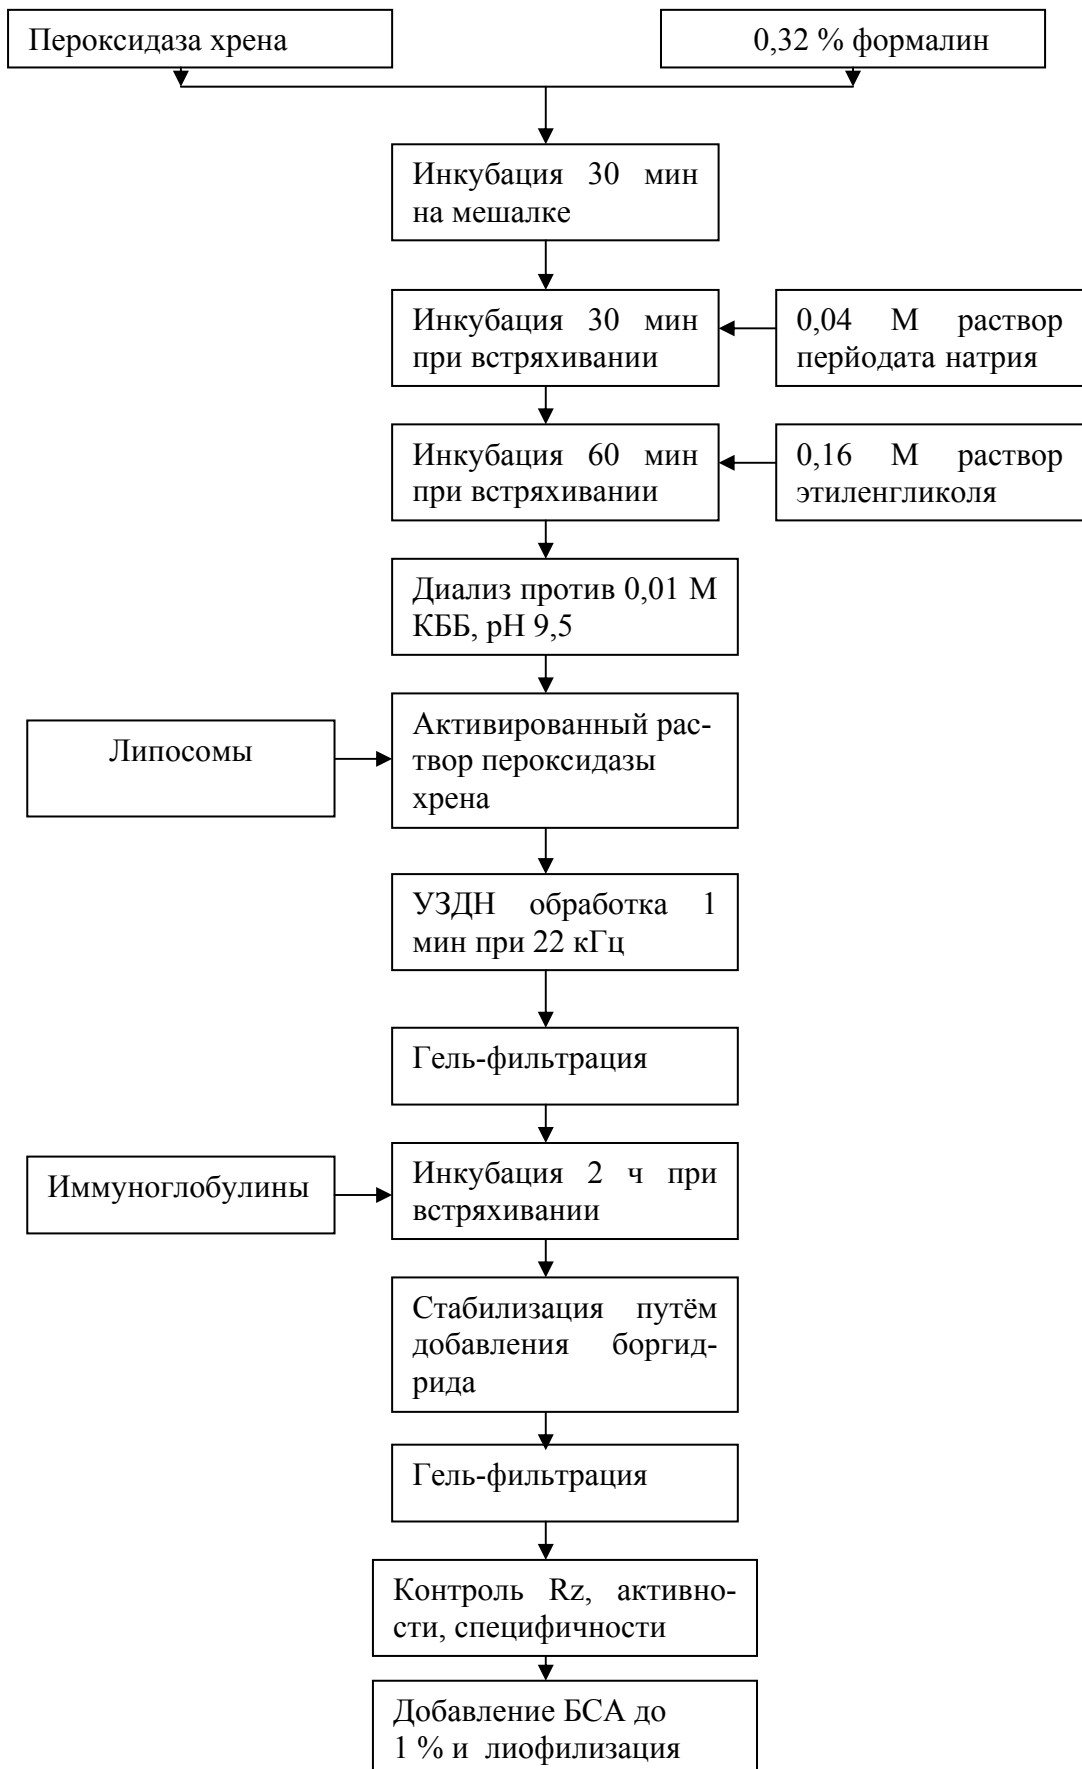 Пероксидаза хрена
0,32 % формалин
Инкубация 30 мин
на мешалке
Инкубация 30 мин
при встряхивании
0,04 М раствор
перйодата натрия
Инкубация 60 мин
при встряхивании
0,16 М раствор
этиленгликоля
Диализ против 0,01 М
КББ, рН 9,5
Липосомы
Активированный рас-
твор пероксидазы
хрена
УЗДН обработка 1
мин при 22 кГц
Гель-фильтрация
Иммуноглобулины
Инкубация 2 ч при
встряхивании
Стабилизация путём
добавления боргид-
рида
Гель-фильтрация
Контроль Rz, активно-
сти, специфичности
Добавление БСА до
1 % и лиофилизация